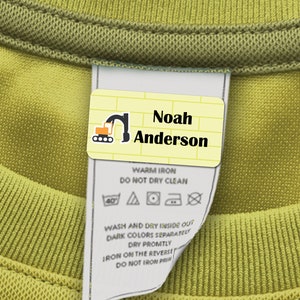 Noah
Anderson
WARM IRON
DO NOT DRY CLEAN
40°
WASH AND DRY INSIDE OUT
DARK COLORS SEPARATELY
DRY PROMTLY
IRON ON THE REVERSE
DO NOT IRON PRIN